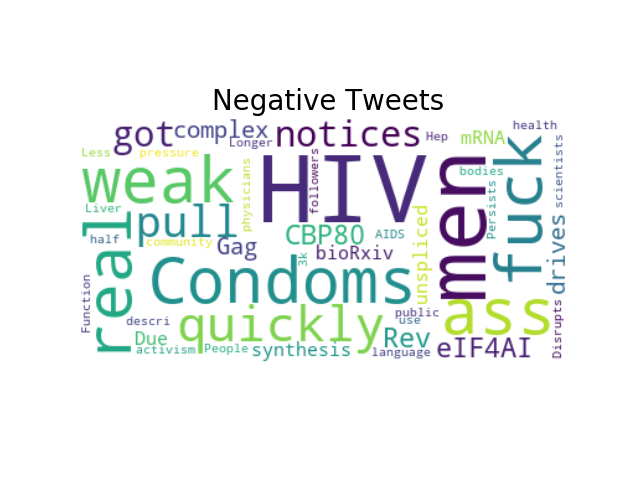 Negative Tweets
got
complex
Longer
notices
Hep
mRNA
health
Less
pressure
weak
physicians
HIV
followers
men
bodies
fuck
scientists
Liver
real
pull
Persists
half
community
Gag
CBP80
3k
AIDS
bioRxiv
unspliced
drives
Function
Condoms
descri
quickly
public
use
ass
Due
activism
People
synthesis
Rev
language
eIF4AI
Disrupts